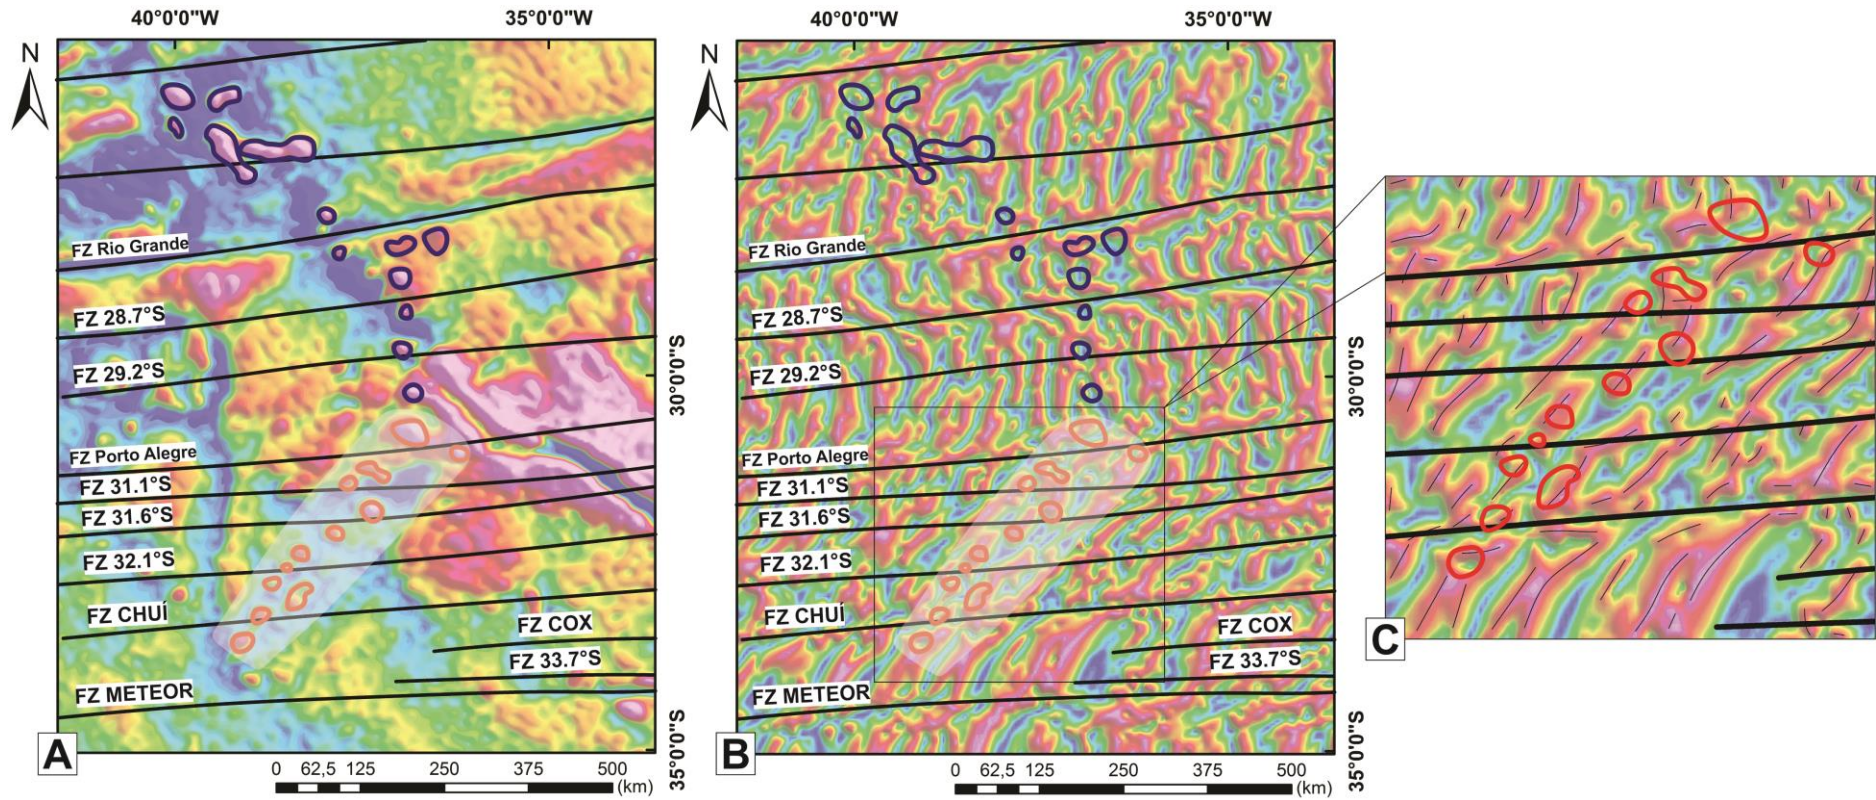 40°0'0"W
35°0'0"W
N
FZ Rio Grande
FZ 28.7°S
FZ 29.2°S
FZ Porto Alegre
FZ 31.1°S
FZ 31.6°S
FZ 32.1°S
FZ CHUÍ
FZ COX
FZ 33.7°S
FZ METEOR
A
30°0'0"S
35°0'0"S
0 62,5 125 250 375 500
(km)
40°0'0"W
35°0'0"W
N
FZ Rio Grande
FZ 28.7°S
FZ 29.2°S
FZ Porto Alegre
FZ 31.1°S
FZ 31.6°S
FZ 32.1°S
FZ CHUÍ
FZ COX
FZ 33.7°S
FZ METEOR
B
30°0'0"S
35°0'0"S
0 62,5 125 250 375 500
(km)
C